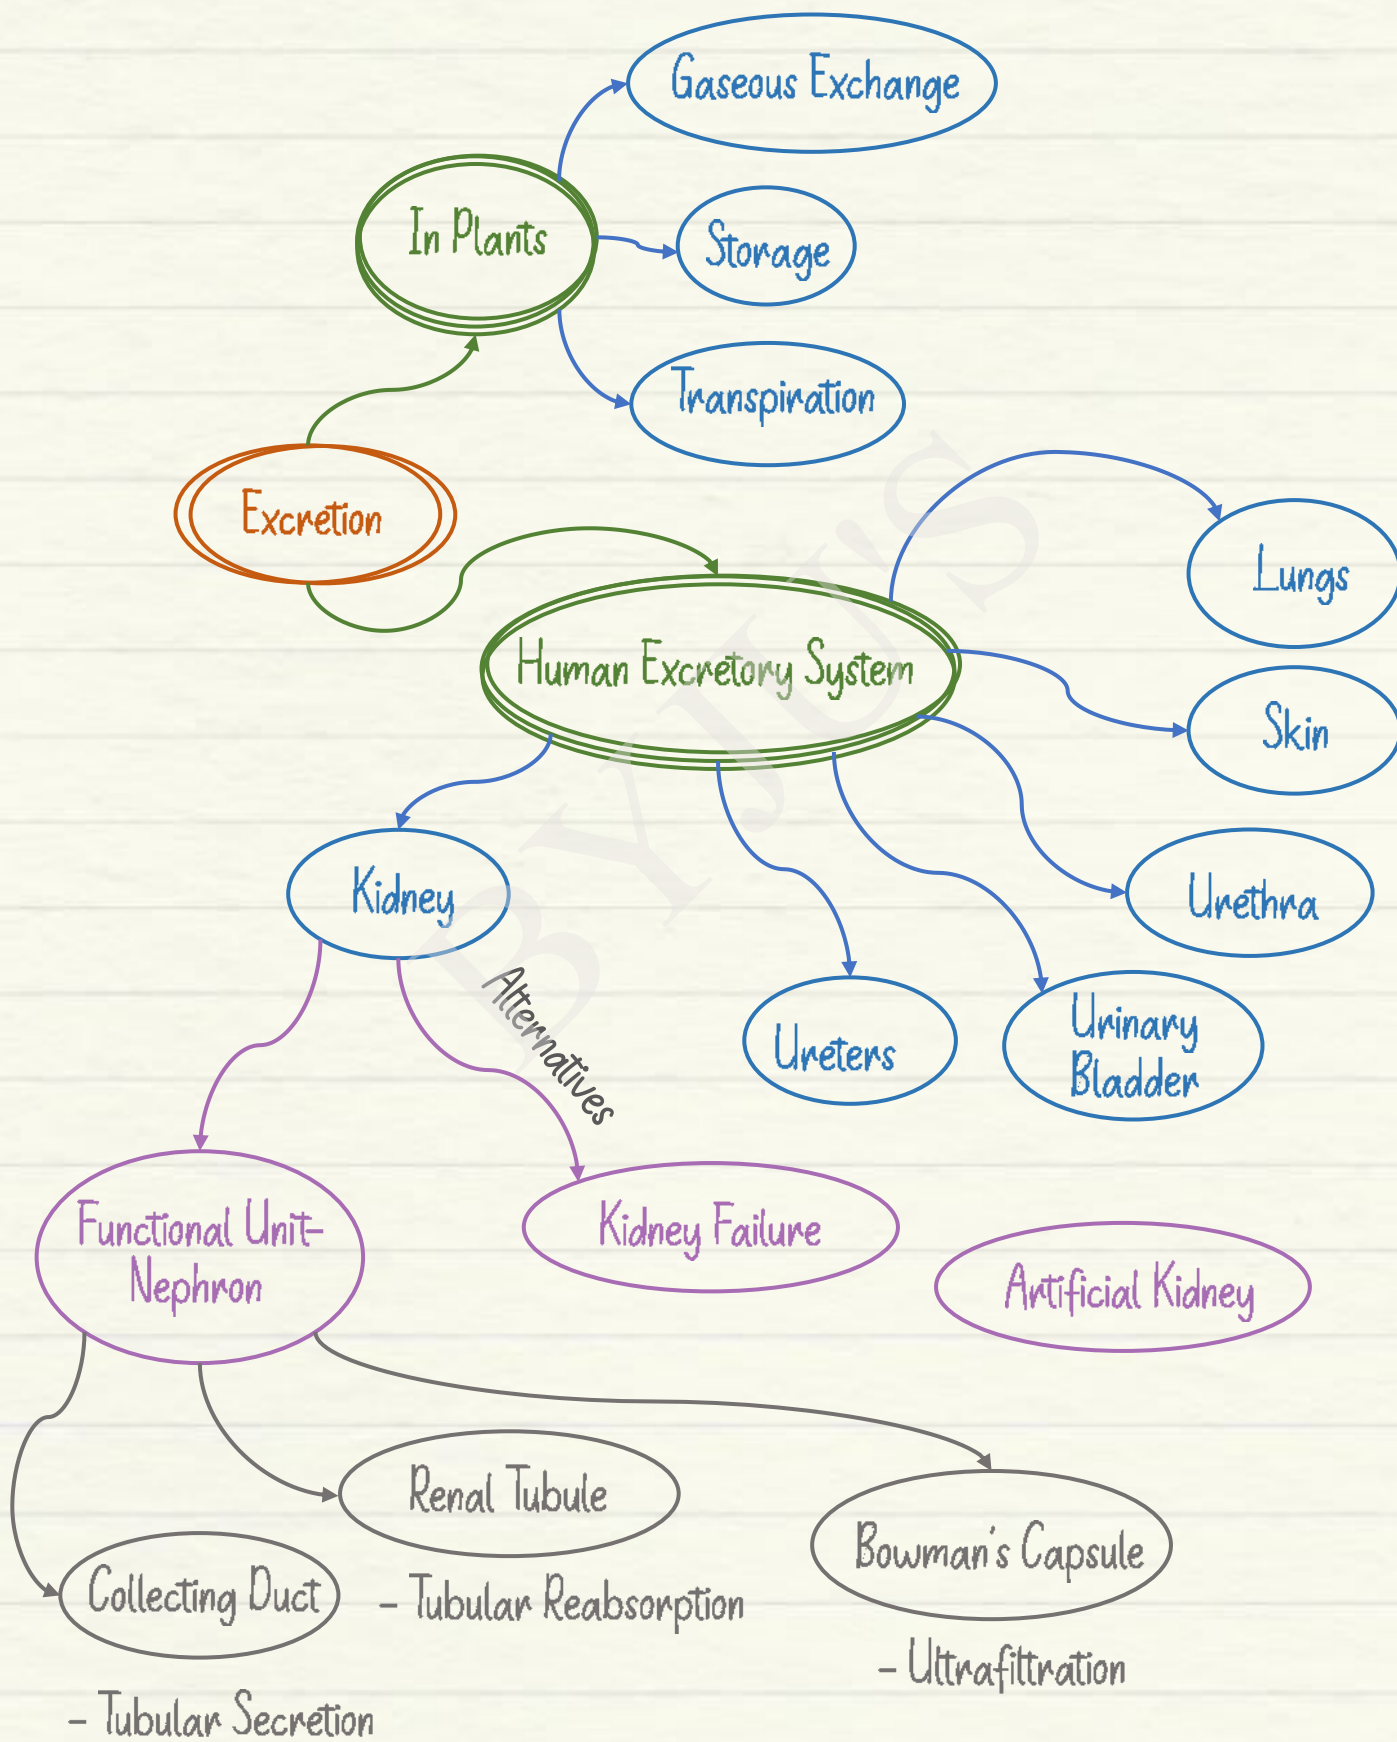 Gaseous Exchange
In Plants
Storage
Transpiration
Excretion
Lungs
Human Excretory System
Skin
Kidney
Urethra
Alternatives
Ureters
Urinary
Bladder
Functional Unit-
Nephron
Kidney Failure
Artificial Kidney
Renal Tubule
Bowman's Capsule
Collecting Duct
- Tubular Reabsorption
- Ultrafiltration
- Tubular Secretion
BYJU'S